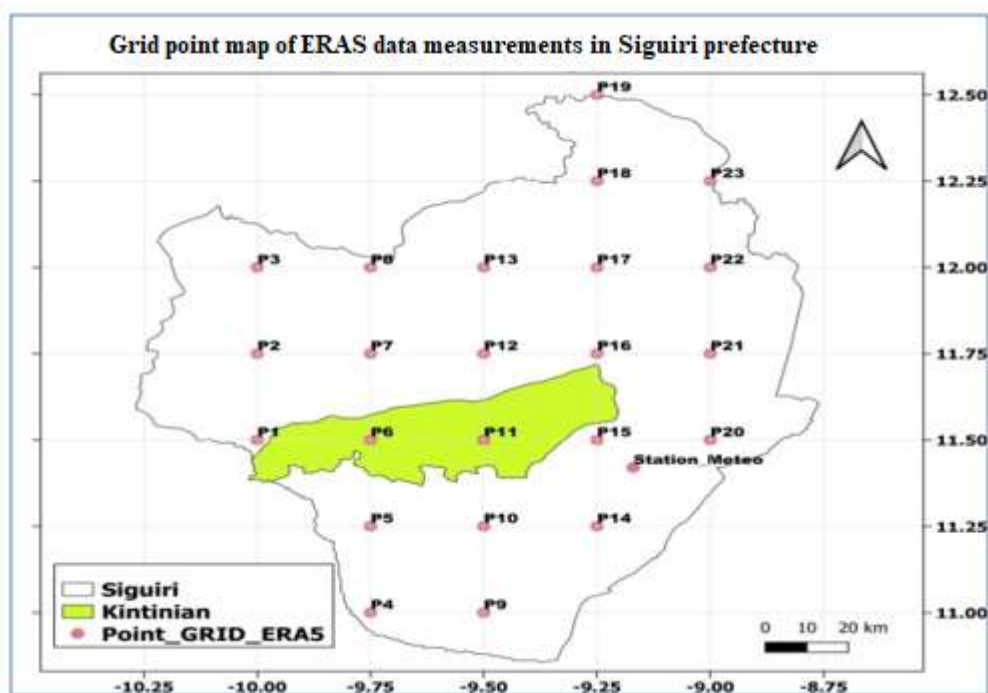 Grid point map of ERAS data measurements in Siguiri prefecture
P19
12.50
P18
P23
12.25
P3
P8
P13
P17
P22
12.00
P2
P7
P12
P16
P21
11.75
P1
P6
P11
P15
P20
11.50
Station_Meteo
P5
P10
P14
11.25
P4
P9
11.00
Siguiri
Kintinian
Point_GRID_ERA5
0 10 20 km
-10.25 -10.00 -9.75 -9.50 -9.25 -9.00 -8.75